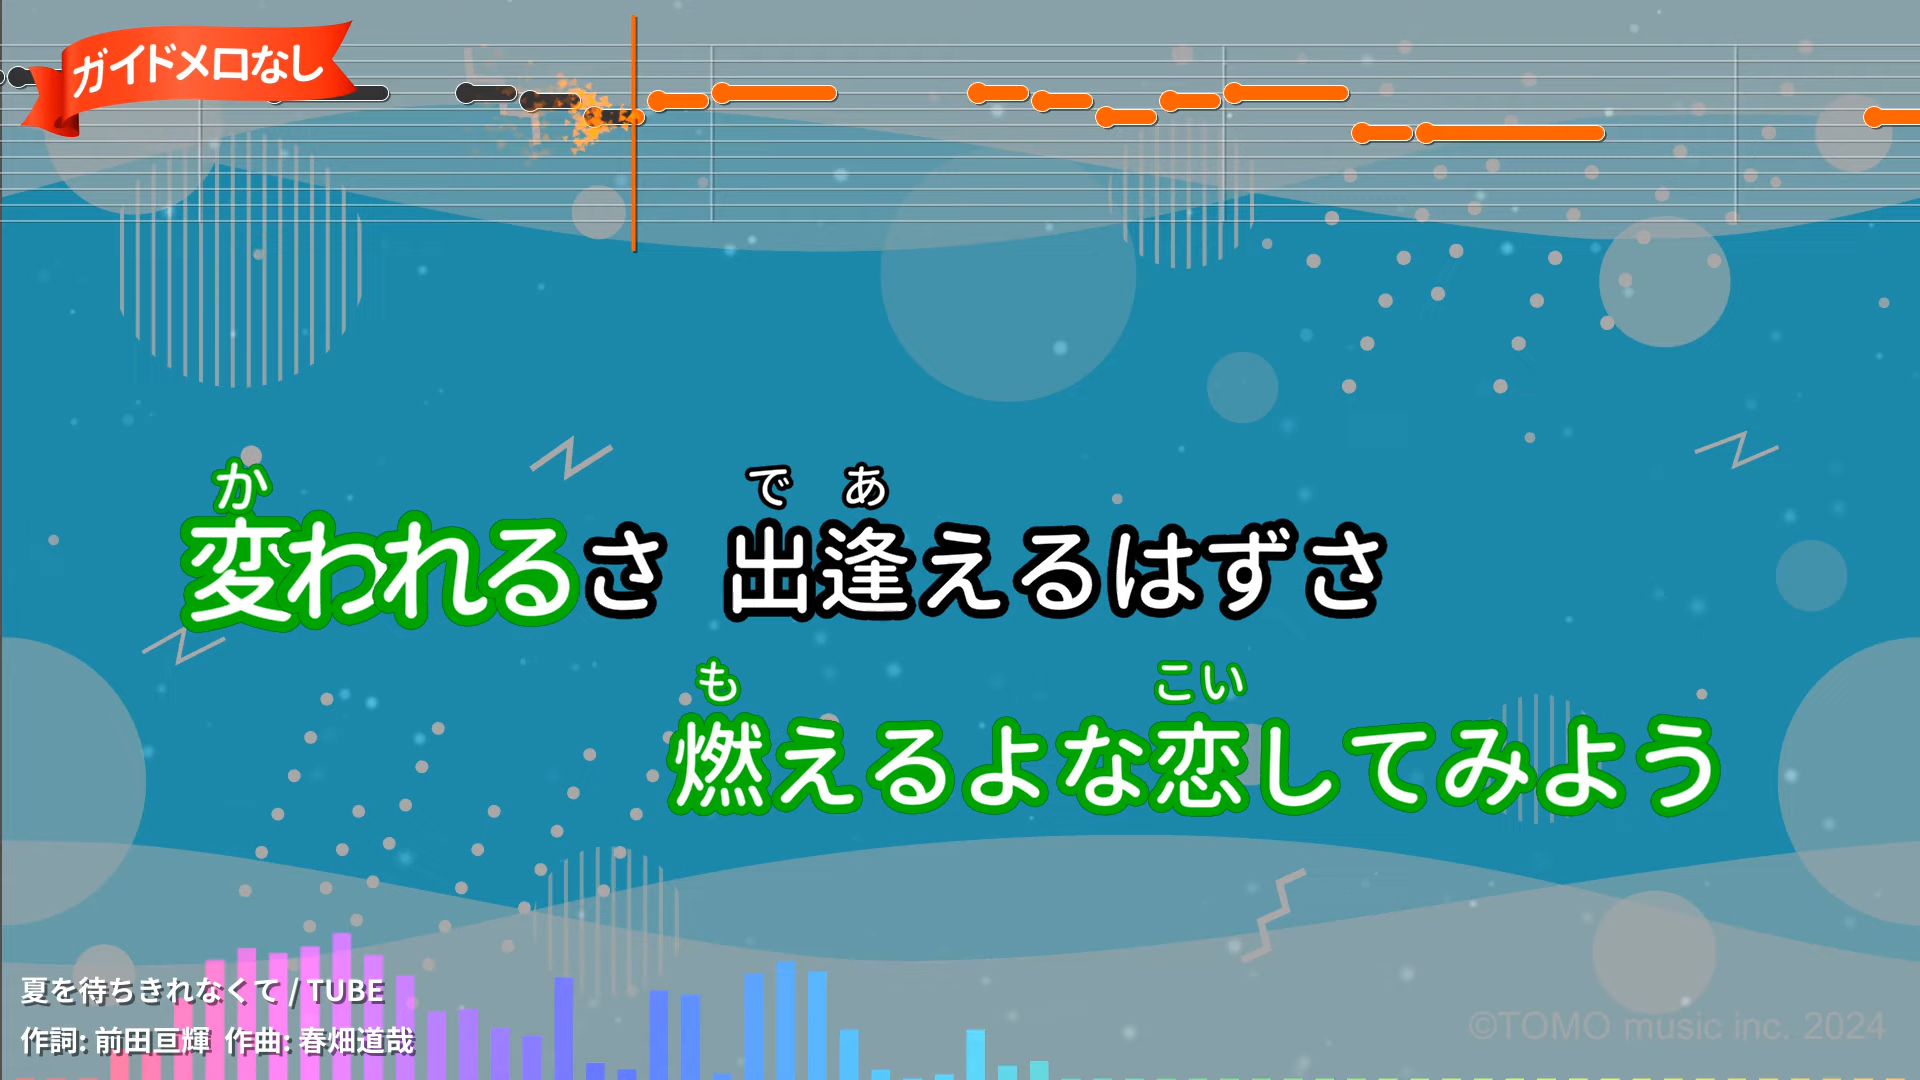 ガイドメロなし
か
変われるさ 出逢えるはずさ
で あ
も こい
燃えるよな恋してみよう
夏を待ちきれなくて / TUBE
作詞: 前田亘輝 作曲: 春畑道哉
©TOMO music inc. 2024